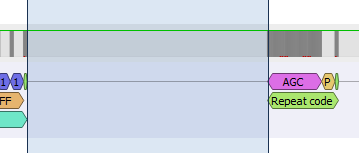 1 1 AGC P
FF Repeat code